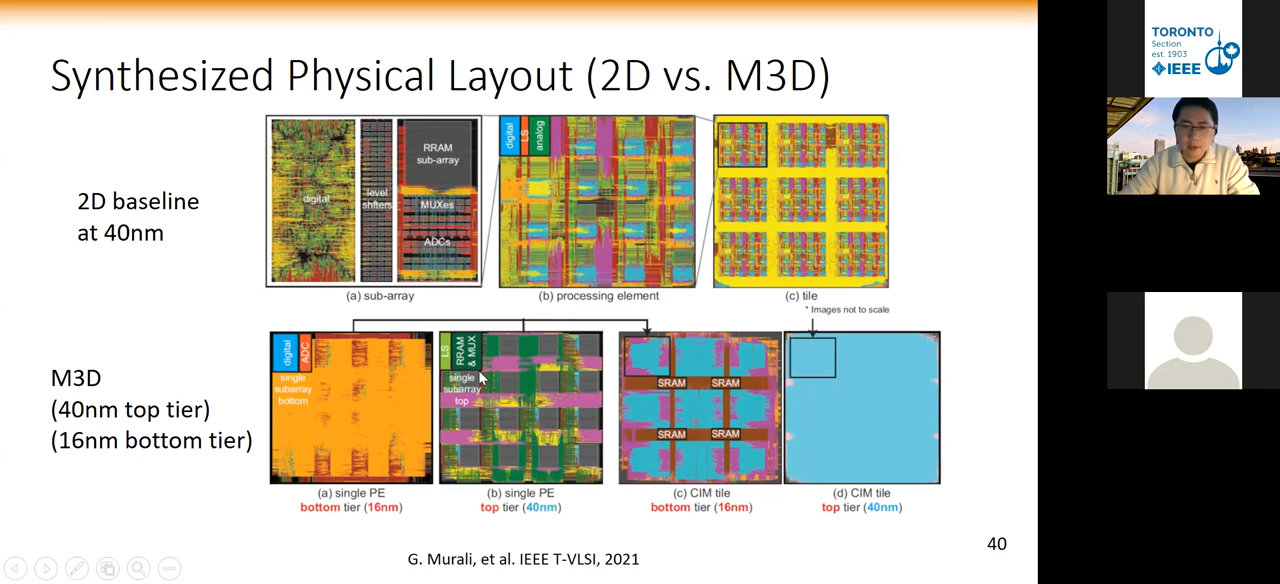 Synthesized Physical Layout (2D vs. M3D)
2D baseline
at 40nm
digital
level
shifters
RRAM
sub-array
MUXes
ADCs
(a) sub-array
digital
LS
analog
(b) processing element
(c) tile
* Images not to scale
M3D
(40nm top tier)
(16nm bottom tier)
digital
ADC
single
subarray
bottom
(a) single PE
bottom tier (16nm)
LS
RRAM
& MUX
single
subarray
top
(b) single PE
top tier (40nm)
SRAM
SRAM
SRAM
SRAM
(c) CIM tile
bottom tier (16nm)
(d) CIM tile
top tier (40nm)
G. Murali, et al. IEEE T-VLSI, 2021
40
TORONTO
Section
est. 1903
IEEE